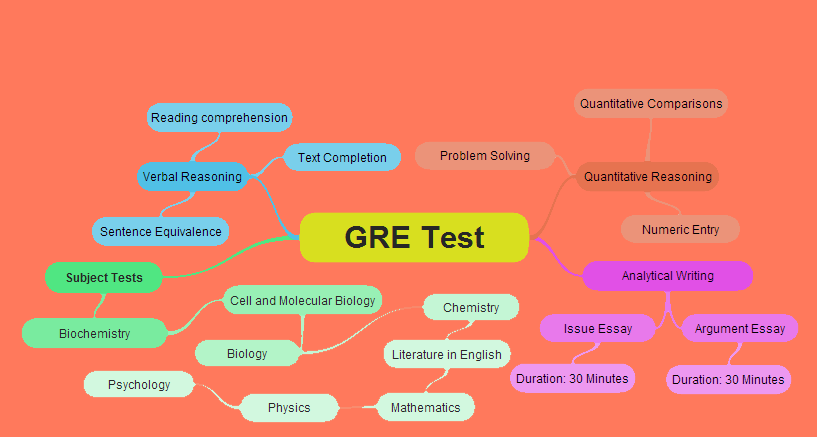 Quantitative Comparisons
Reading comprehension
Text Completion
Problem Solving
Verbal Reasoning
Quantitative Reasoning
Sentence Equivalence
Numeric Entry
GRE Test
Subject Tests
Analytical Writing
Cell and Molecular Biology
Chemistry
Biochemistry
Issue Essay
Argument Essay
Biology
Literature in English
Duration: 30 Minutes
Duration: 30 Minutes
Psychology
Physics
Mathematics